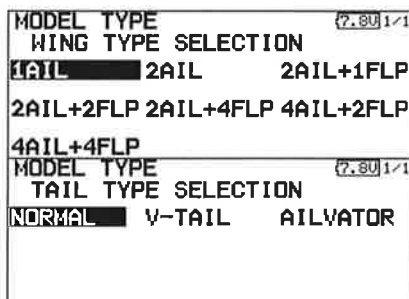 MODEL TYPE 7.8V 1/1
WING TYPE SELECTION
1AIL 2AIL 2AIL+1FLP
2AIL+2FLP 2AIL+4FLP 4AIL+2FLP
4AIL+4FLP
MODEL TYPE 7.8V 1/1
TAIL TYPE SELECTION
NORMAL V-TAIL AILVATOR